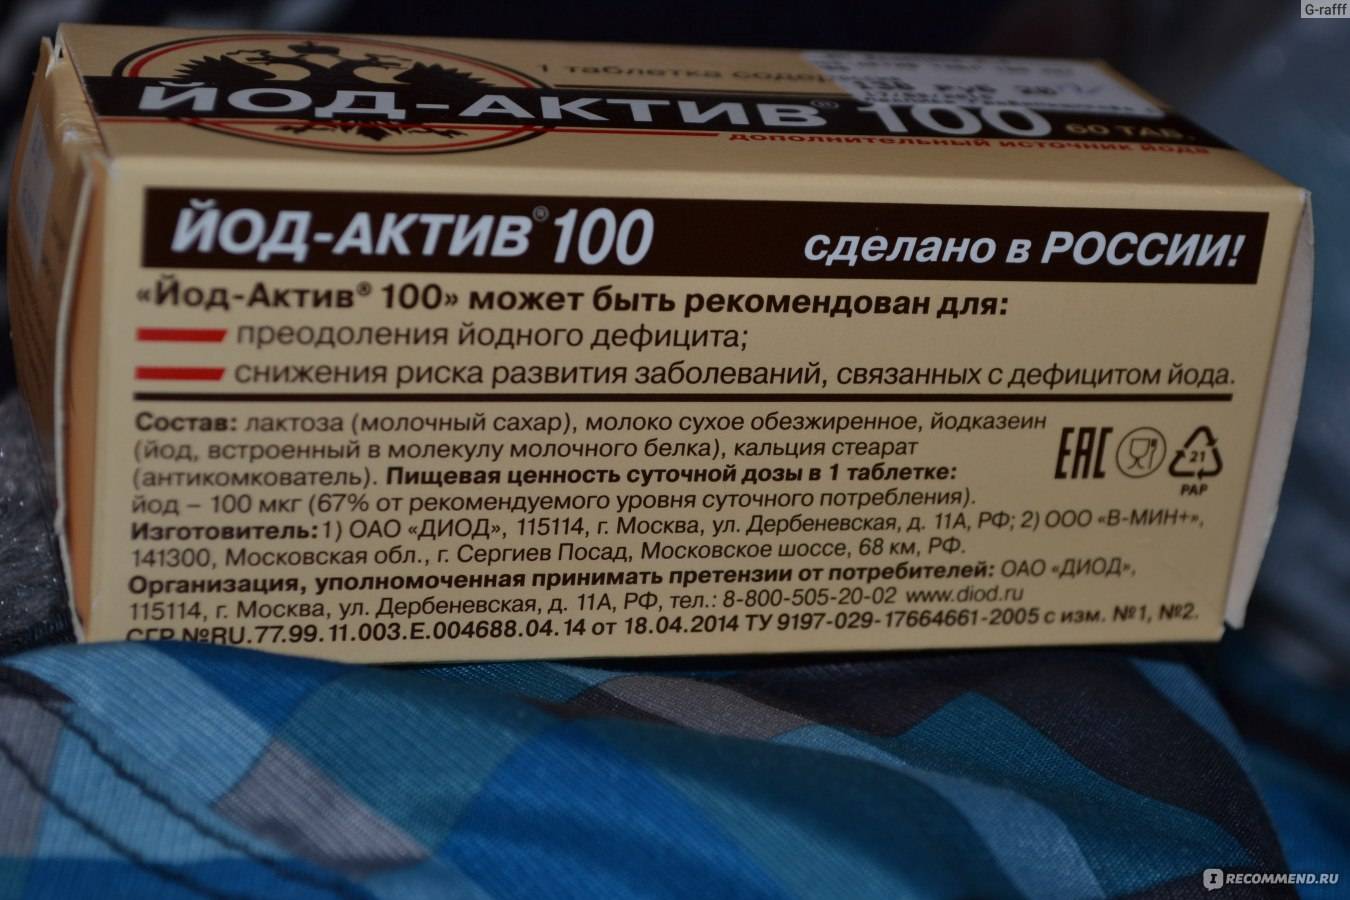 G-rafff
1 таблетка
ЙОД-АКТИВ® 100 60 ТАБ.
дополнительный источник йода
ЙОД-АКТИВ® 100 сделано в РОССИИ!
«Йод-Актив® 100» может быть рекомендован для:
преодоления йодного дефицита;
снижения риска развития заболеваний, связанных с дефицитом йода.
Состав: лактоза (молочный сахар), молоко сухое обезжиренное, йодказеин
(йод, встроенный в молекулу молочного белка), кальция стеарат
(антикомкователь). Пищевая ценность суточной дозы в 1 таблетке:
йод – 100 мкг (67% от рекомендуемого уровня суточного потребления).
Изготовитель: 1) ОАО «ДИОД», 115114, г. Москва, ул. Дербеневская, д. 11А, РФ; 2) ООО «В-МИН+»,
141300, Московская обл., г. Сергиев Посад, Московское шоссе, 68 км, РФ.
Организация, уполномоченная принимать претензии от потребителей: ОАО «ДИОД»,
115114, г. Москва, ул. Дербеневская, д. 11А, РФ, тел.: 8-800-505-20-02 www.diod.ru
СГР №RU.77.99.11.003.Е.004688.04.14 от 18.04.2014 ТУ 9197-029-17664661-2005 с изм. №1, №2.
EAC
21
PAP
RECOMMEND.RU